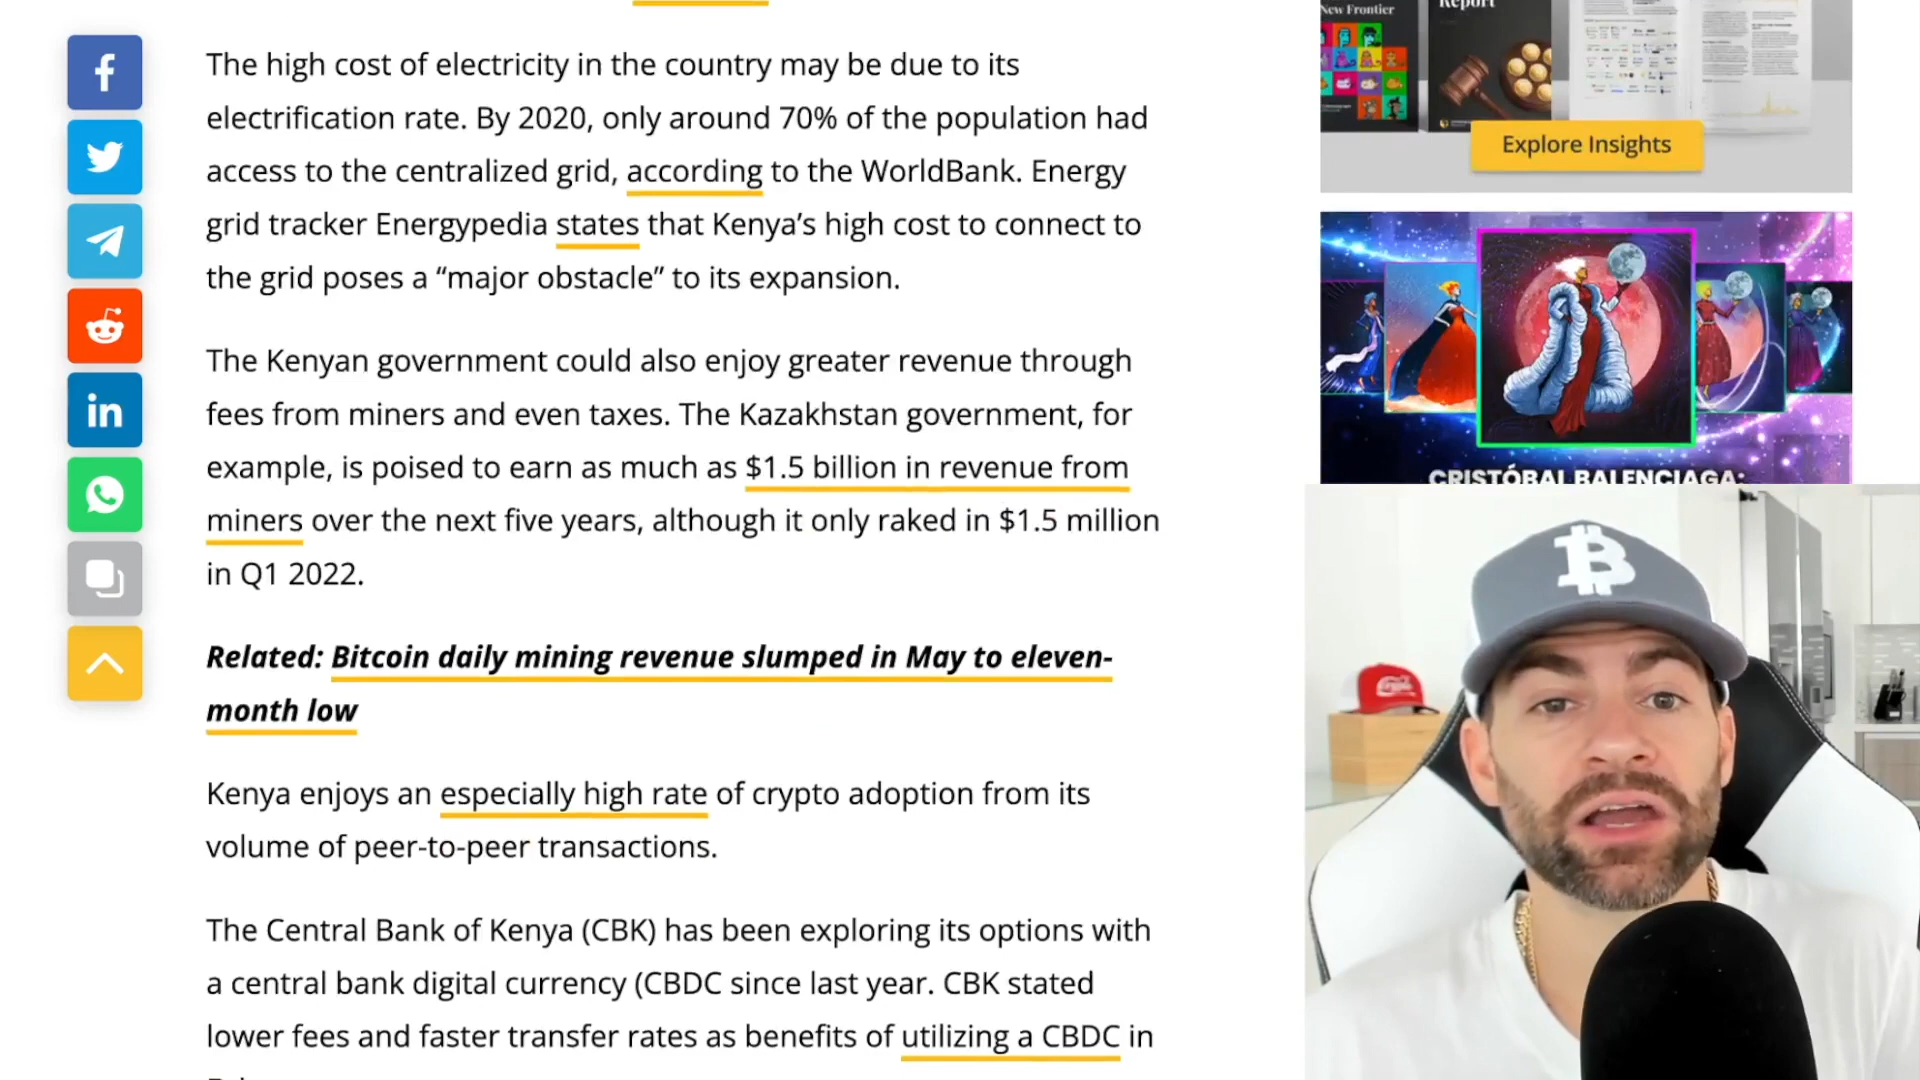 New Frontier
Report
The high cost of electricity in the country may be due to its
electrification rate. By 2020, only around 70% of the population had
access to the centralized grid, according to the WorldBank. Energy
grid tracker Energypedia states that Kenya’s high cost to connect to
the grid poses a “major obstacle” to its expansion.
Explore Insights
The Kenyan government could also enjoy greater revenue through
fees from miners and even taxes. The Kazakhstan government, for
example, is poised to earn as much as $1.5 billion in revenue from
miners over the next five years, although it only raked in $1.5 million
in Q1 2022.
CRISTÓBAL BALENCIAGA:
Related: Bitcoin daily mining revenue slumped in May to eleven-
month low
Kenya enjoys an especially high rate of crypto adoption from its
volume of peer-to-peer transactions.
The Central Bank of Kenya (CBK) has been exploring its options with
a central bank digital currency (CBDC since last year. CBK stated
lower fees and faster transfer rates as benefits of utilizing a CBDC in